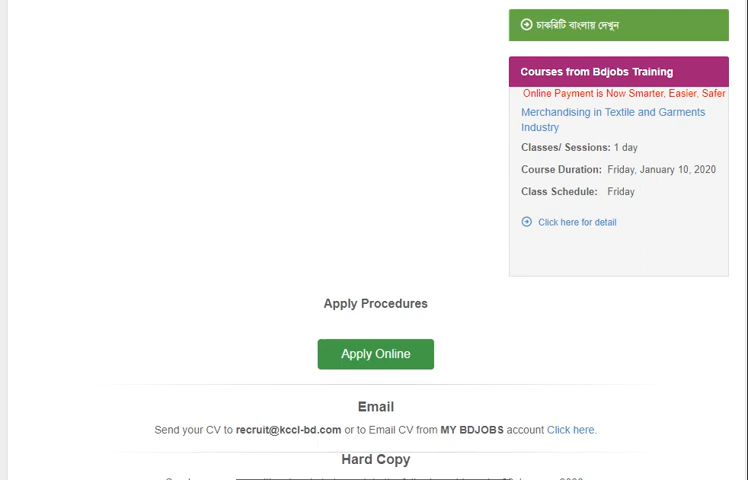 চাকরিটি বাংলায় দেখুন
Courses from Bdjobs Training
Online Payment is Now Smarter, Easier, Safer
Merchandising in Textile and Garments
Industry
Classes/ Sessions: 1 day
Course Duration: Friday, January 10, 2020
Class Schedule: Friday
Click here for detail
Apply Procedures
Apply Online
Email
Send your CV to recruit@kccl-bd.com or to Email CV from MY BDJOBS account Click here.
Hard Copy